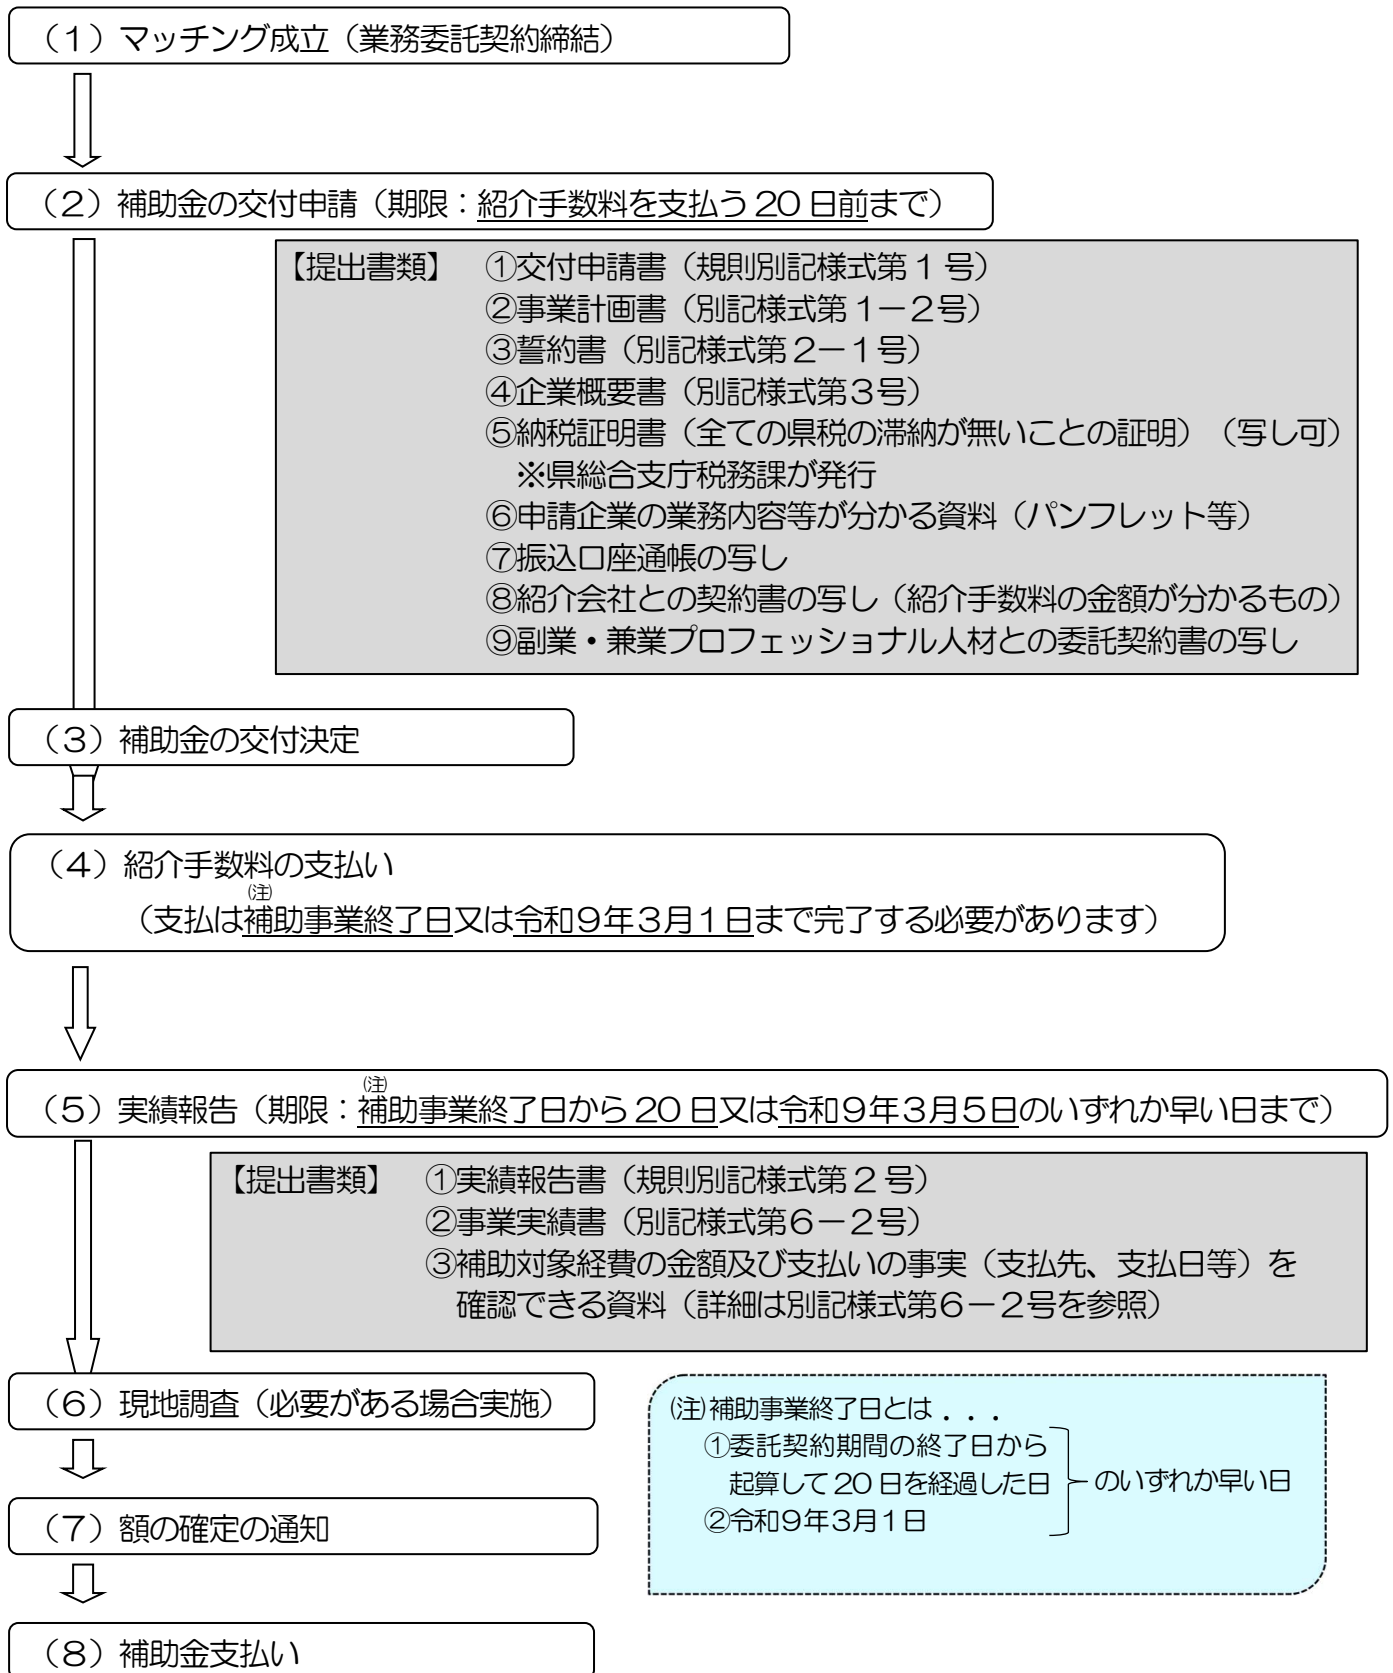 （１）マッチング成立（業務委託契約締結）
（２）補助金の交付申請（期限：紹介手数料を支払う 20 日前まで）
【提出書類】　①交付申請書（規則別記様式第 1 号）
②事業計画書（別記様式第 1－２号）
③誓約書（別記様式第 2－１号）
④企業概要書（別記様式第３号）
⑤納税証明書（全ての県税の滞納が無いことの証明）（写し可）
※県総合支庁税務課が発行
⑥申請企業の業務内容等が分かる資料（パンフレット等）
⑦振込口座通帳の写し
⑧紹介会社との契約書の写し（紹介手数料の金額が分かるもの）
⑨副業・兼業プロフェッショナル人材との委託契約書の写し
（３）補助金の交付決定
（４）紹介手数料の支払い
(注)
（支払は補助事業終了日又は令和９年３月１日まで完了する必要があります）
(注)
（５）実績報告（期限：補助事業終了日から 20 日又は令和９年３月５日のいずれか早い日まで）
【提出書類】　①実績報告書（規則別記様式第 2 号）
②事業実績書（別記様式第６－２号）
③補助対象経費の金額及び支払いの事実（支払先、支払日等）を
確認できる資料（詳細は別記様式第６－２号を参照）
（６）現地調査（必要がある場合実施）
(注)補助事業終了日とは．．．
①委託契約期間の終了日から
起算して 20 日を経過した日
のいずれか早い日
②令和９年３月１日
（７）額の確定の通知
（８）補助金支払い